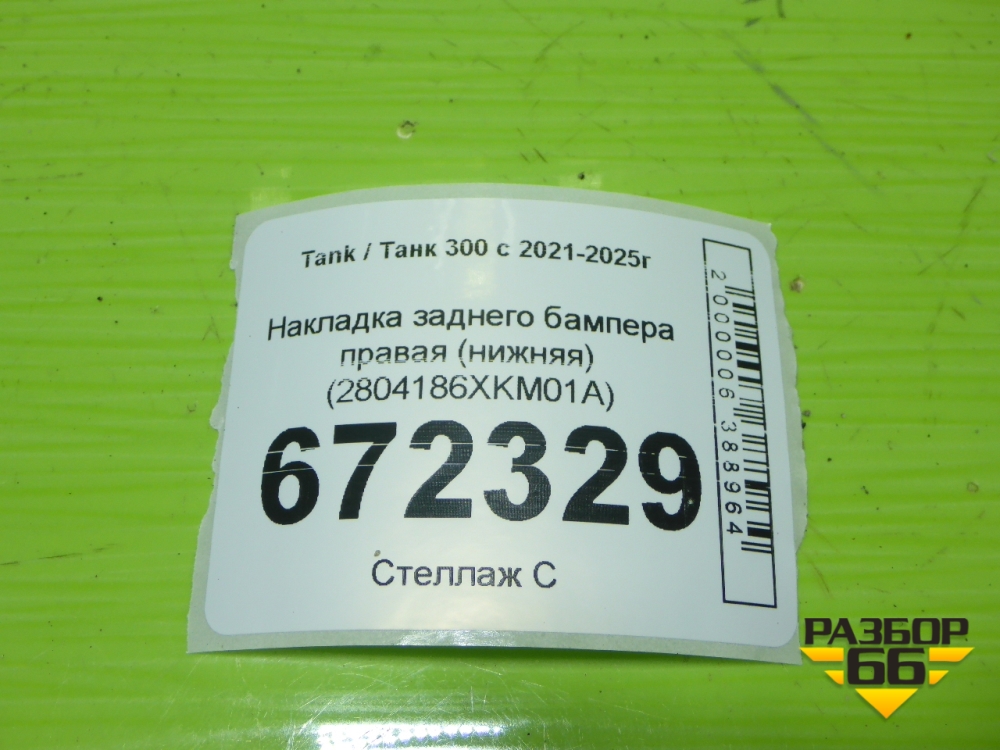 Tank / Танк 300 с 2021-2025г
Накладка заднего бампера
правая (нижняя)
(2804186XKM01A)
672329
Стеллаж С
2000006388964
РАЗБОР
66